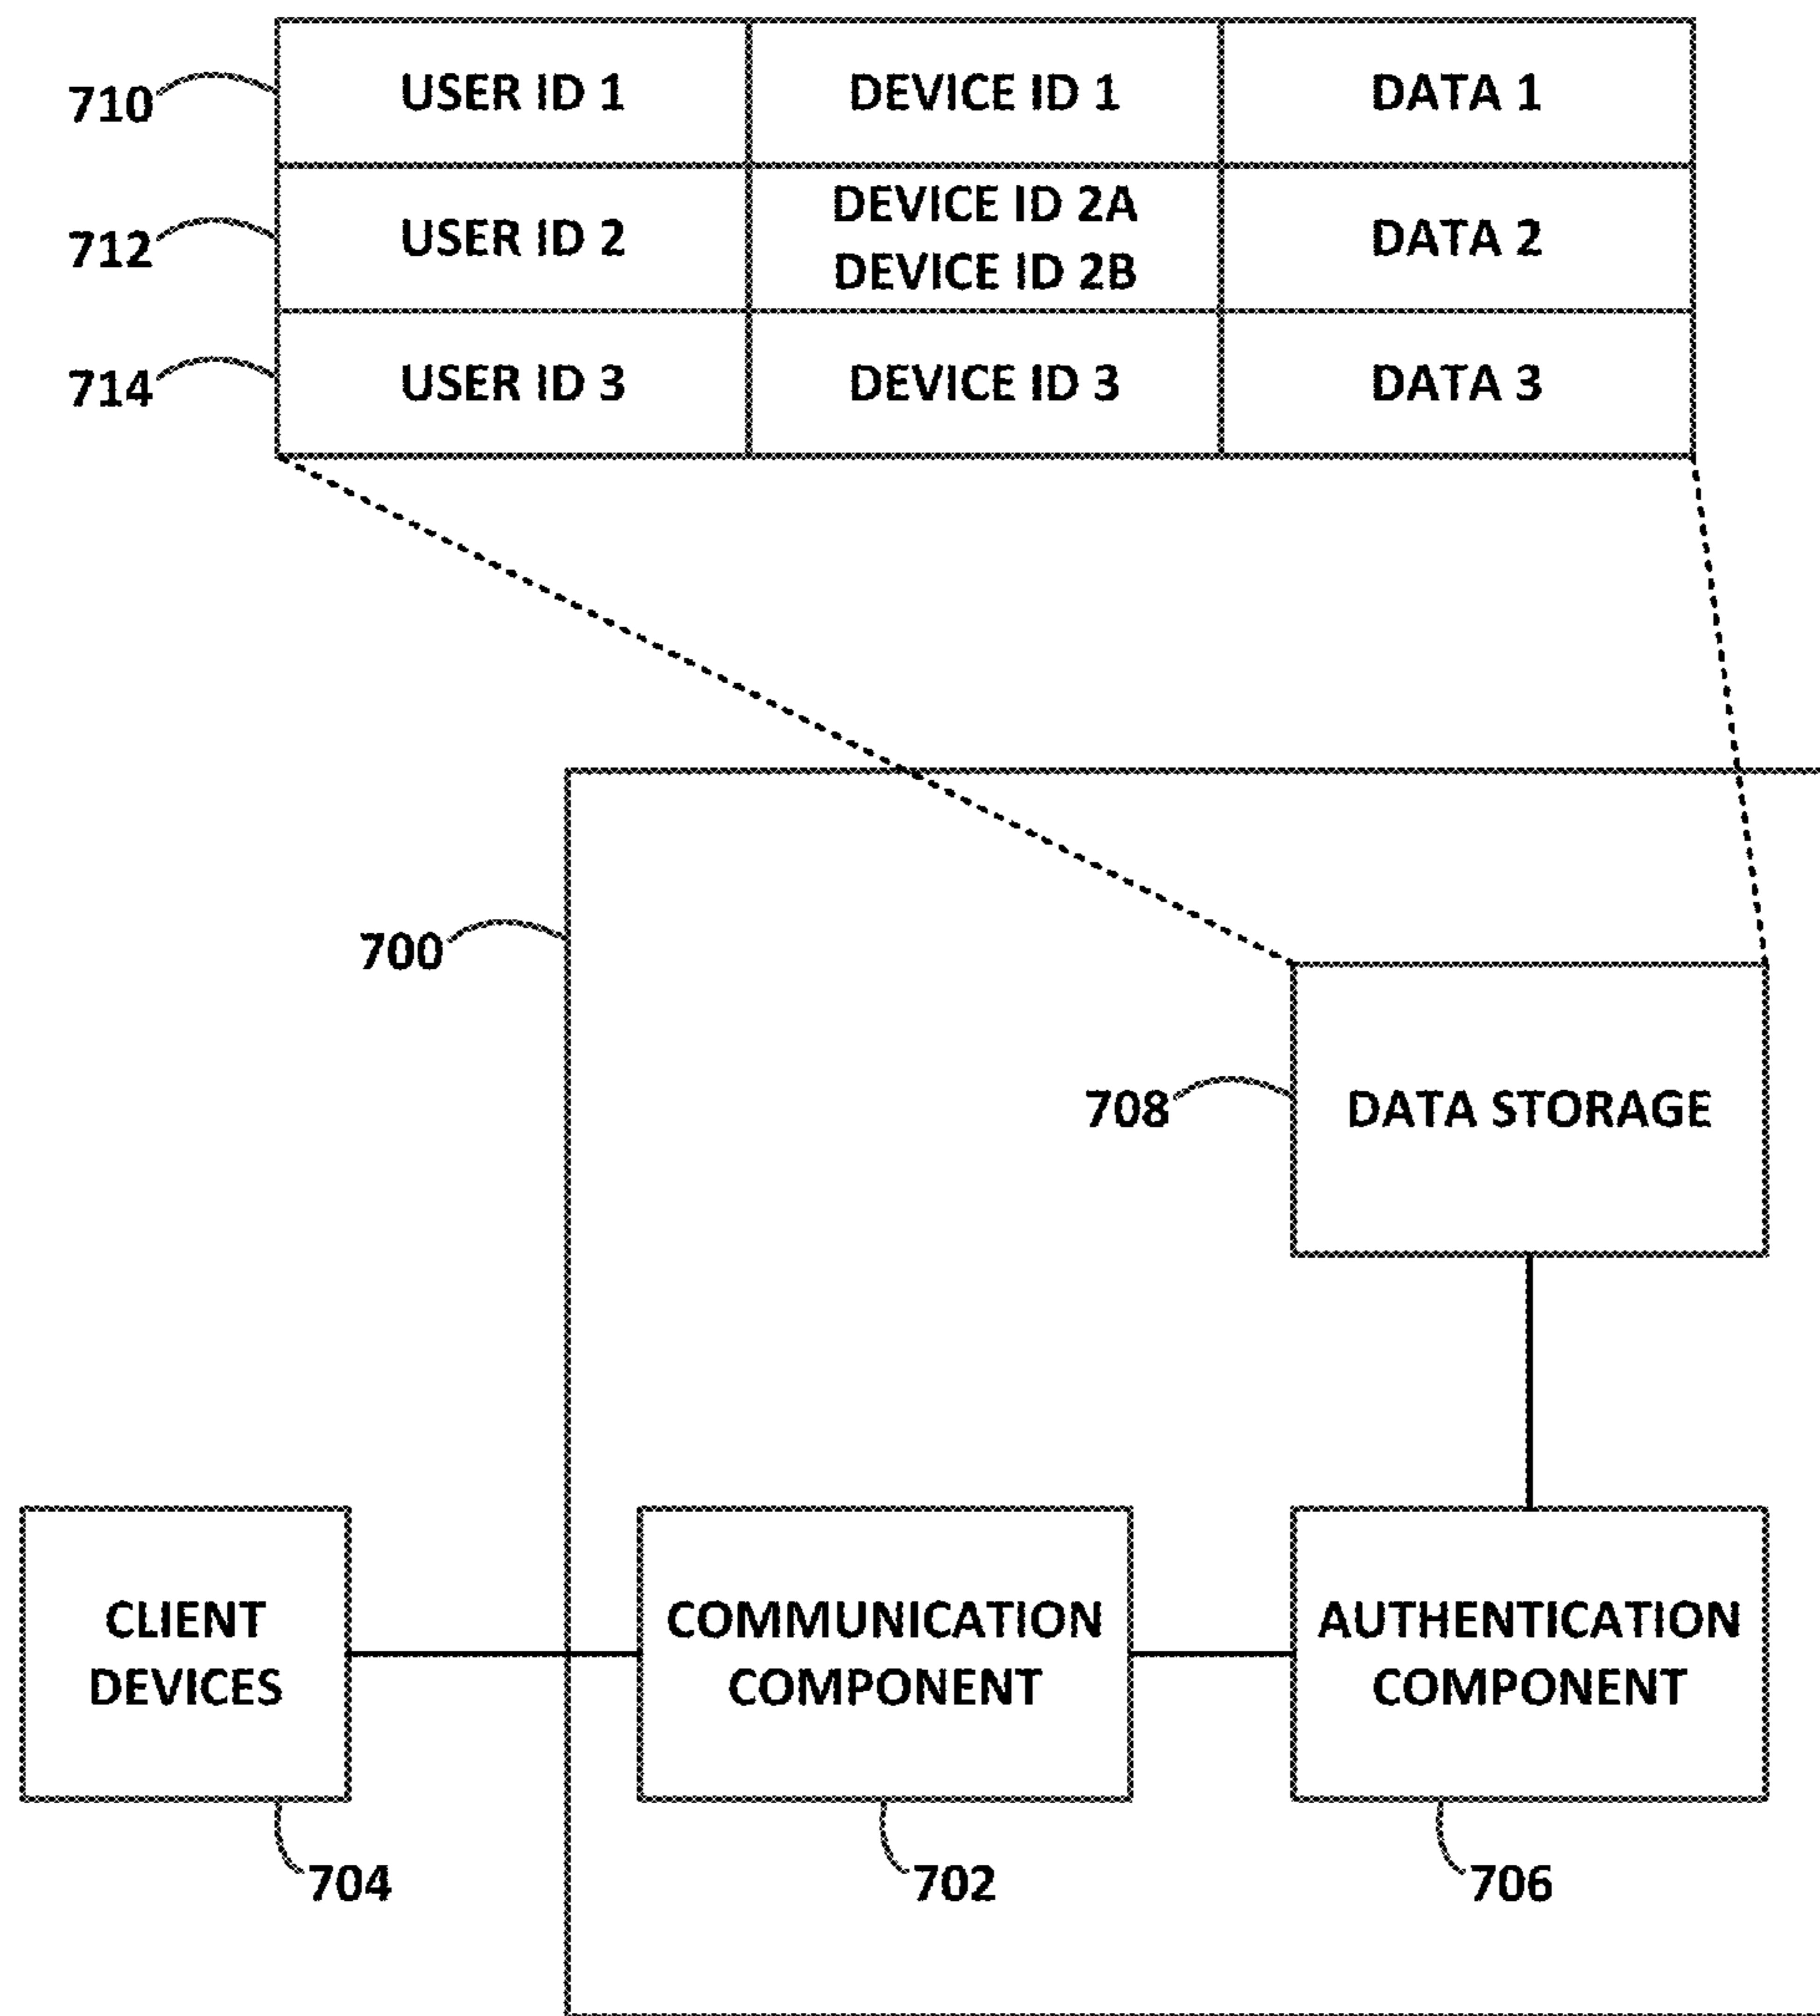 710 USER ID 1 DEVICE ID 1 DATA 1
712 USER ID 2 DEVICE ID 2A DATA 2
DEVICE ID 2B
714 USER ID 3 DEVICE ID 3 DATA 3
700
708 DATA STORAGE
CLIENT
DEVICES
COMMUNICATION
COMPONENT
AUTHENTICATION
COMPONENT
704 702 706